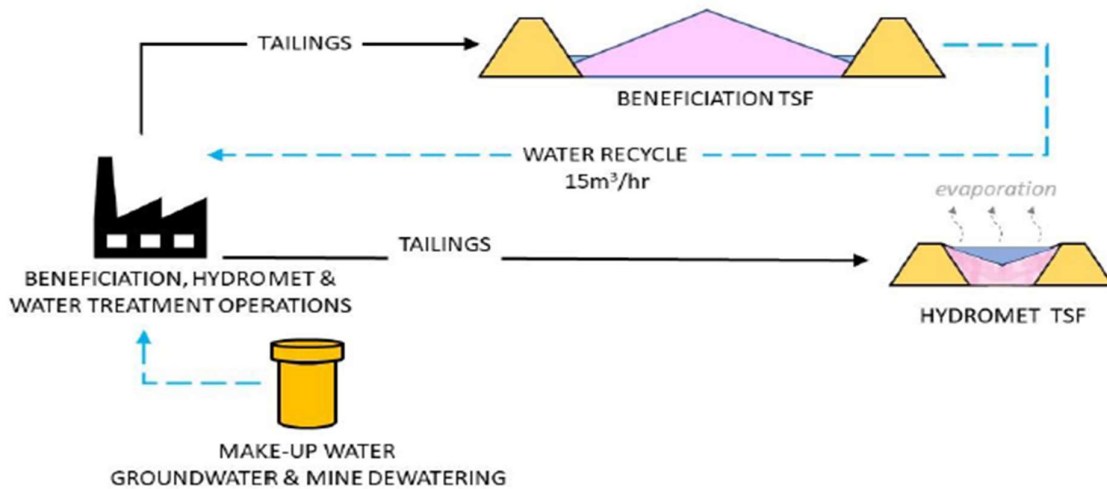 TAILINGS
BENEFICIATION TSF
WATER RECYCLE
15m³/hr
evaporation
TAILINGS
BENEFICIATION, HYDROMET &
WATER TREATMENT OPERATIONS
HYDROMET TSF
MAKE-UP WATER
GROUNDWATER & MINE DEWATERING